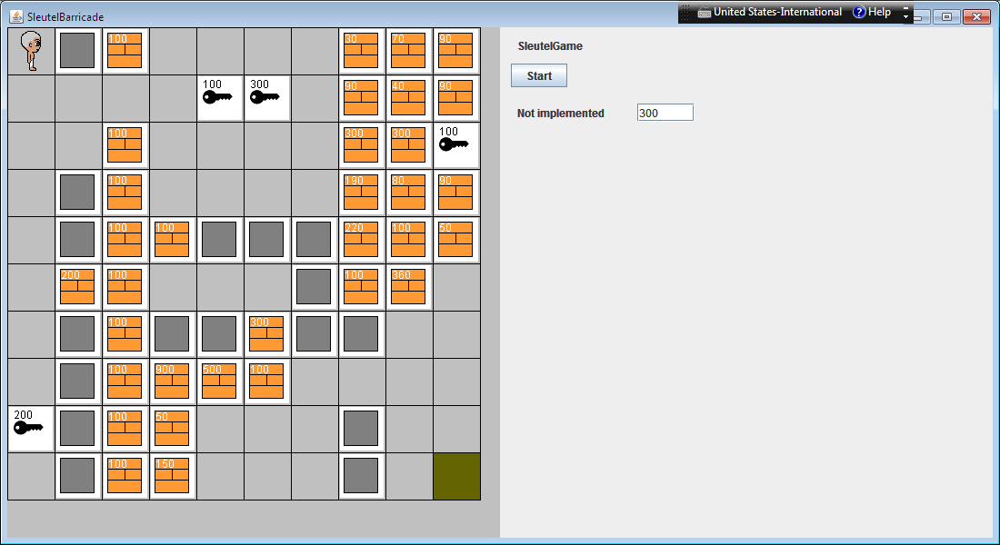 SleutelBarricade
United States-International
Help
100 30 70 90
100 300 90 40 90
100 300 300 100
100 190 80 90
100 100 220 100 50
200 100 100 360
100 300
100 900 500 100
200 100 50
100 150
SleutelGame
Start
Not implemented 300